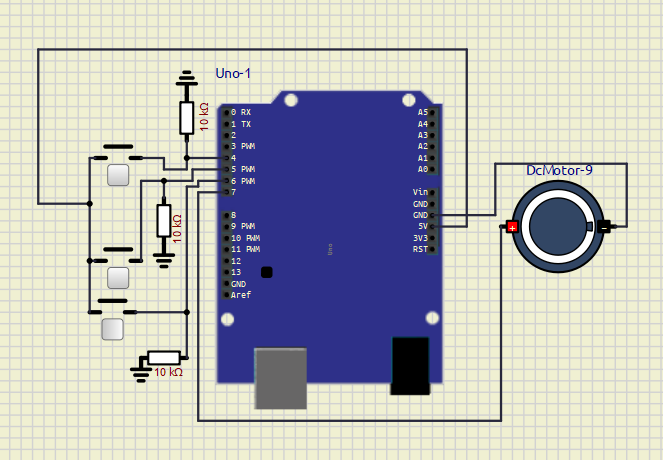 Uno-1
10 kΩ
0 RX
1 TX
2
3 PWM
4
5 PWM
6 PWM
7
8
9 PWM
10 PWM
11 PWM
12
13
GND
Aref
A5
A4
A3
A2
A1
A0
Vin
GND
GND
5V
3V3
RST
Uno
DcMotor-9
+
-
10 kΩ
10 kΩ